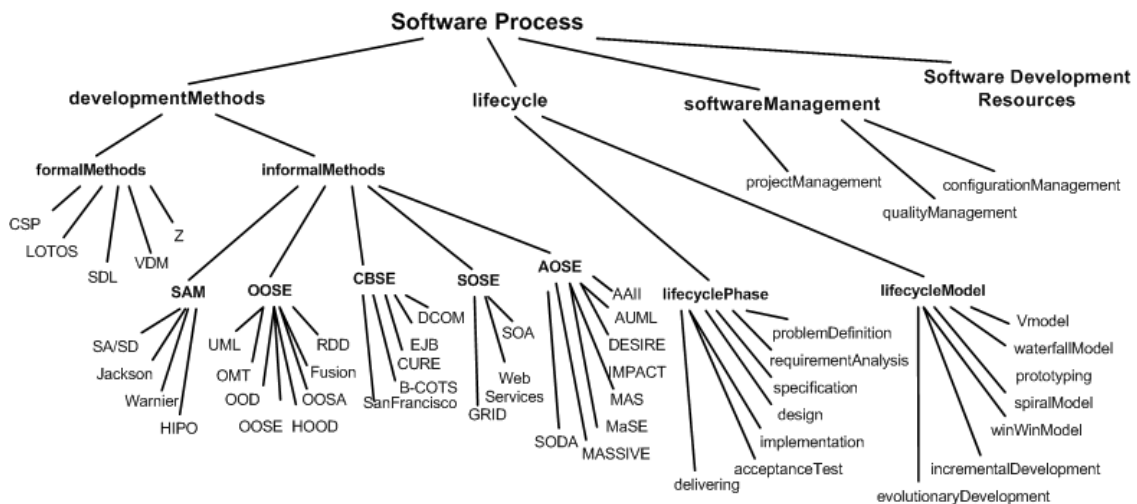 Software Process
developmentMethods
lifecycle
softwareManagement
Software Development
Resources
formalMethods
informalMethods
projectManagement
configurationManagement
qualityManagement
CSP
LOTOS
SDL
VDM
Z
SAM
OOSE
CBSE
SOSE
AOSE
lifecyclePhase
lifecycleModel
SA/SD
Jackson
Warnier
HIPO
UML
OMT
OOD
OOSE
HOOD
OOSA
Fusion
RDD
SanFrancisco
B-COTS
CURE
EJB
DCOM
GRID
Web
Services
SOA
SODA
MASSIVE
MaSE
MAS
IMPACT
DESIRE
AUML
AAII
delivering
acceptanceTest
implementation
design
specification
requirementAnalysis
problemDefinition
evolutionaryDevelopment
incrementalDevelopment
winWinModel
spiralModel
prototyping
waterfallModel
Vmodel